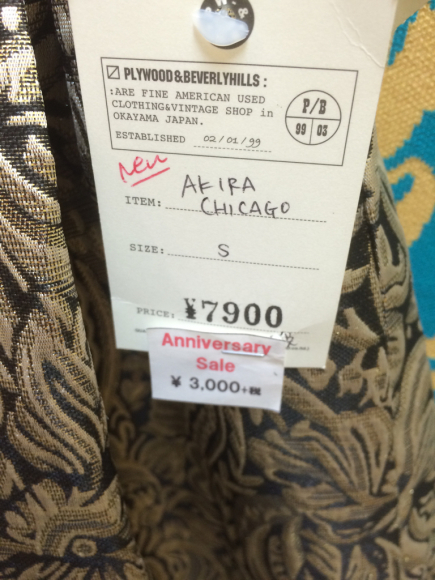 PLYWOOD&BEVERLYHILLS :
:ARE FINE AMERICAN USED
CLOTHING&VINTAGE SHOP in
OKAYAMA JAPAN.
ESTABLISHED 02/01/99
P/B
99 03
New
ITEM: AKIRA
CHICAGO
SIZE: S
PRICE: ¥7900
Anniversary
Sale
¥ 3,000+税